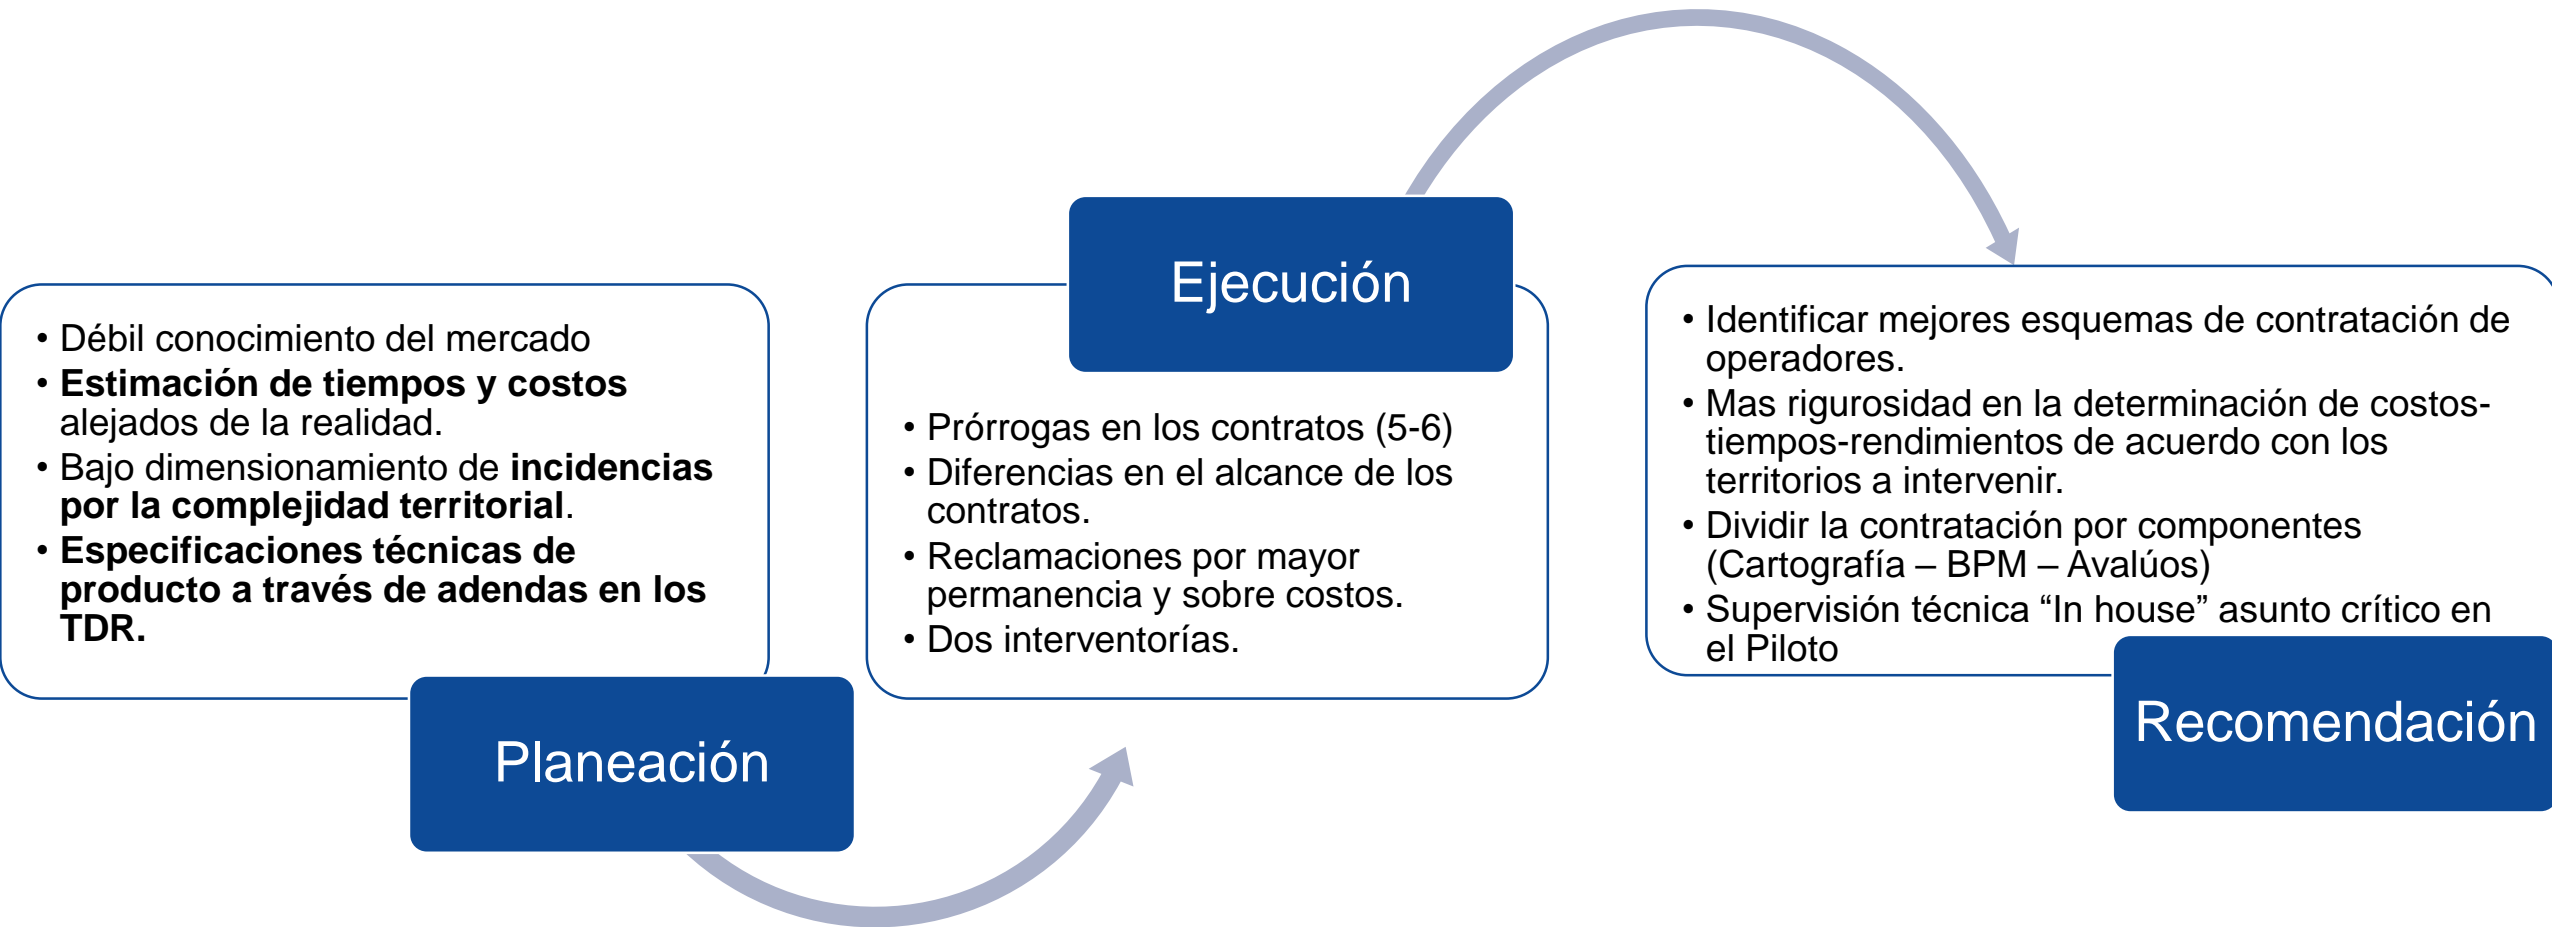 • Débil conocimiento del mercado
• Estimación de tiempos y costos
alejados de la realidad.
• Bajo dimensionamiento de incidencias
por la complejidad territorial.
• Especificaciones técnicas de
producto a través de adendas en los
TDR.
Planeación
Ejecución
• Prórrogas en los contratos (5-6)
• Diferencias en el alcance de los
contratos.
• Reclamaciones por mayor
permanencia y sobre costos.
• Dos interventorías.
• Identificar mejores esquemas de contratación de
operadores.
• Mas rigurosidad en la determinación de costos-
tiempos-rendimientos de acuerdo con los
territorios a intervenir.
• Dividir la contratación por componentes
(Cartografía – BPM – Avalúos)
• Supervisión técnica “In house” asunto crítico en
el Piloto
Recomendación